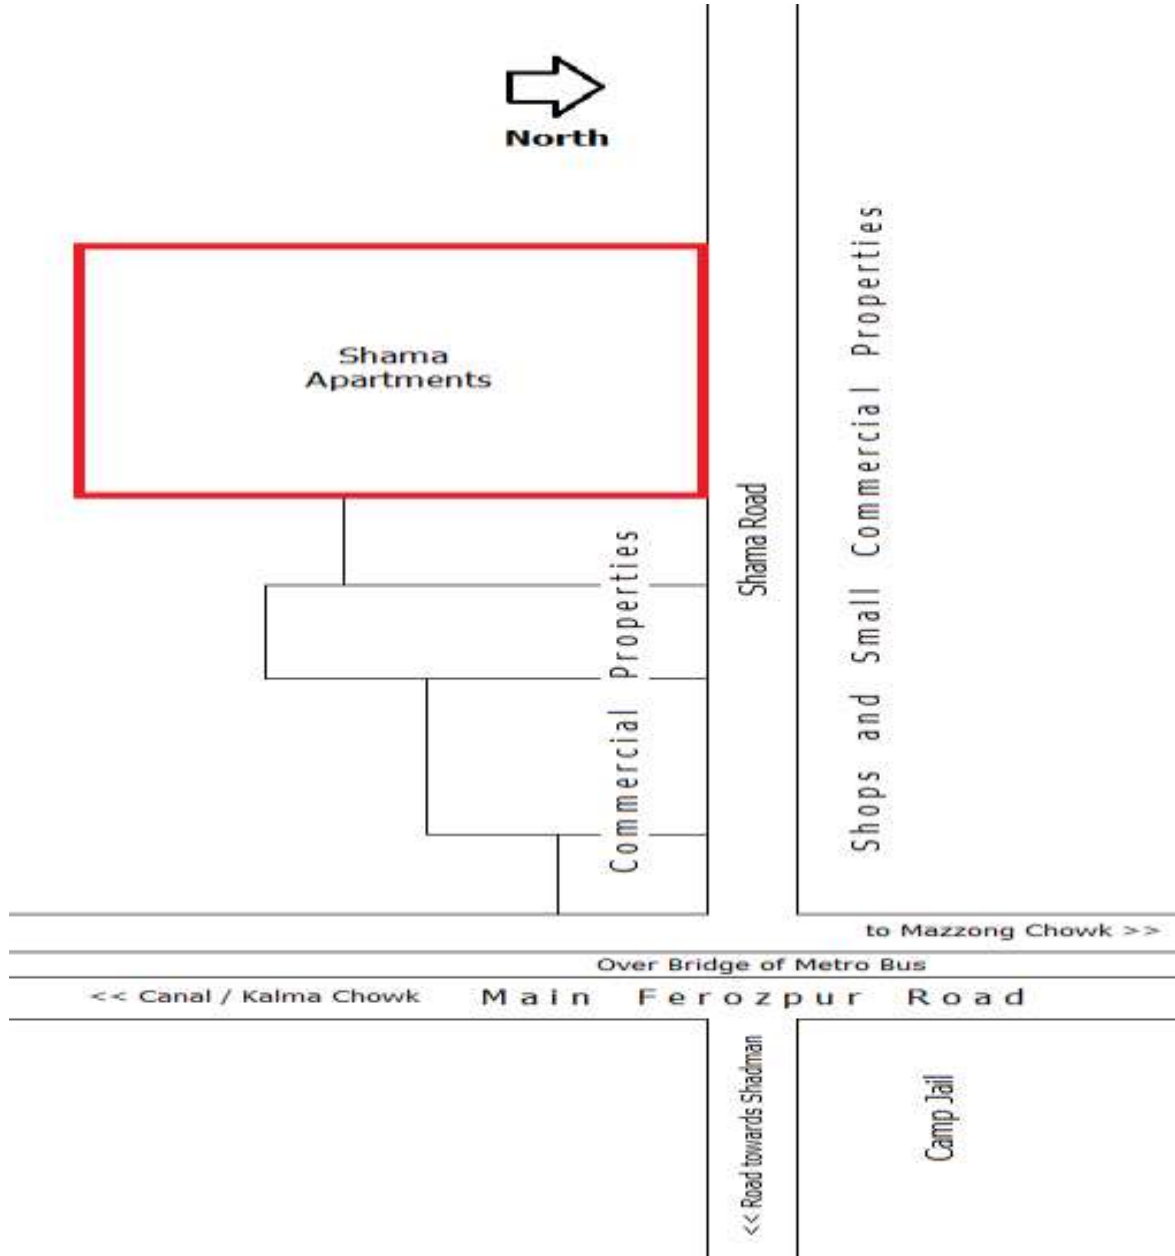 North
Shama
Apartments
Shama Road
Commercial Properties
Shops and Small Commercial Properties
to Mazzong Chowk >>
Over Bridge of Metro Bus
<< Canal / Kalma Chowk
Main Ferozpur Road
<< Road towards Shadman
Camp Jail